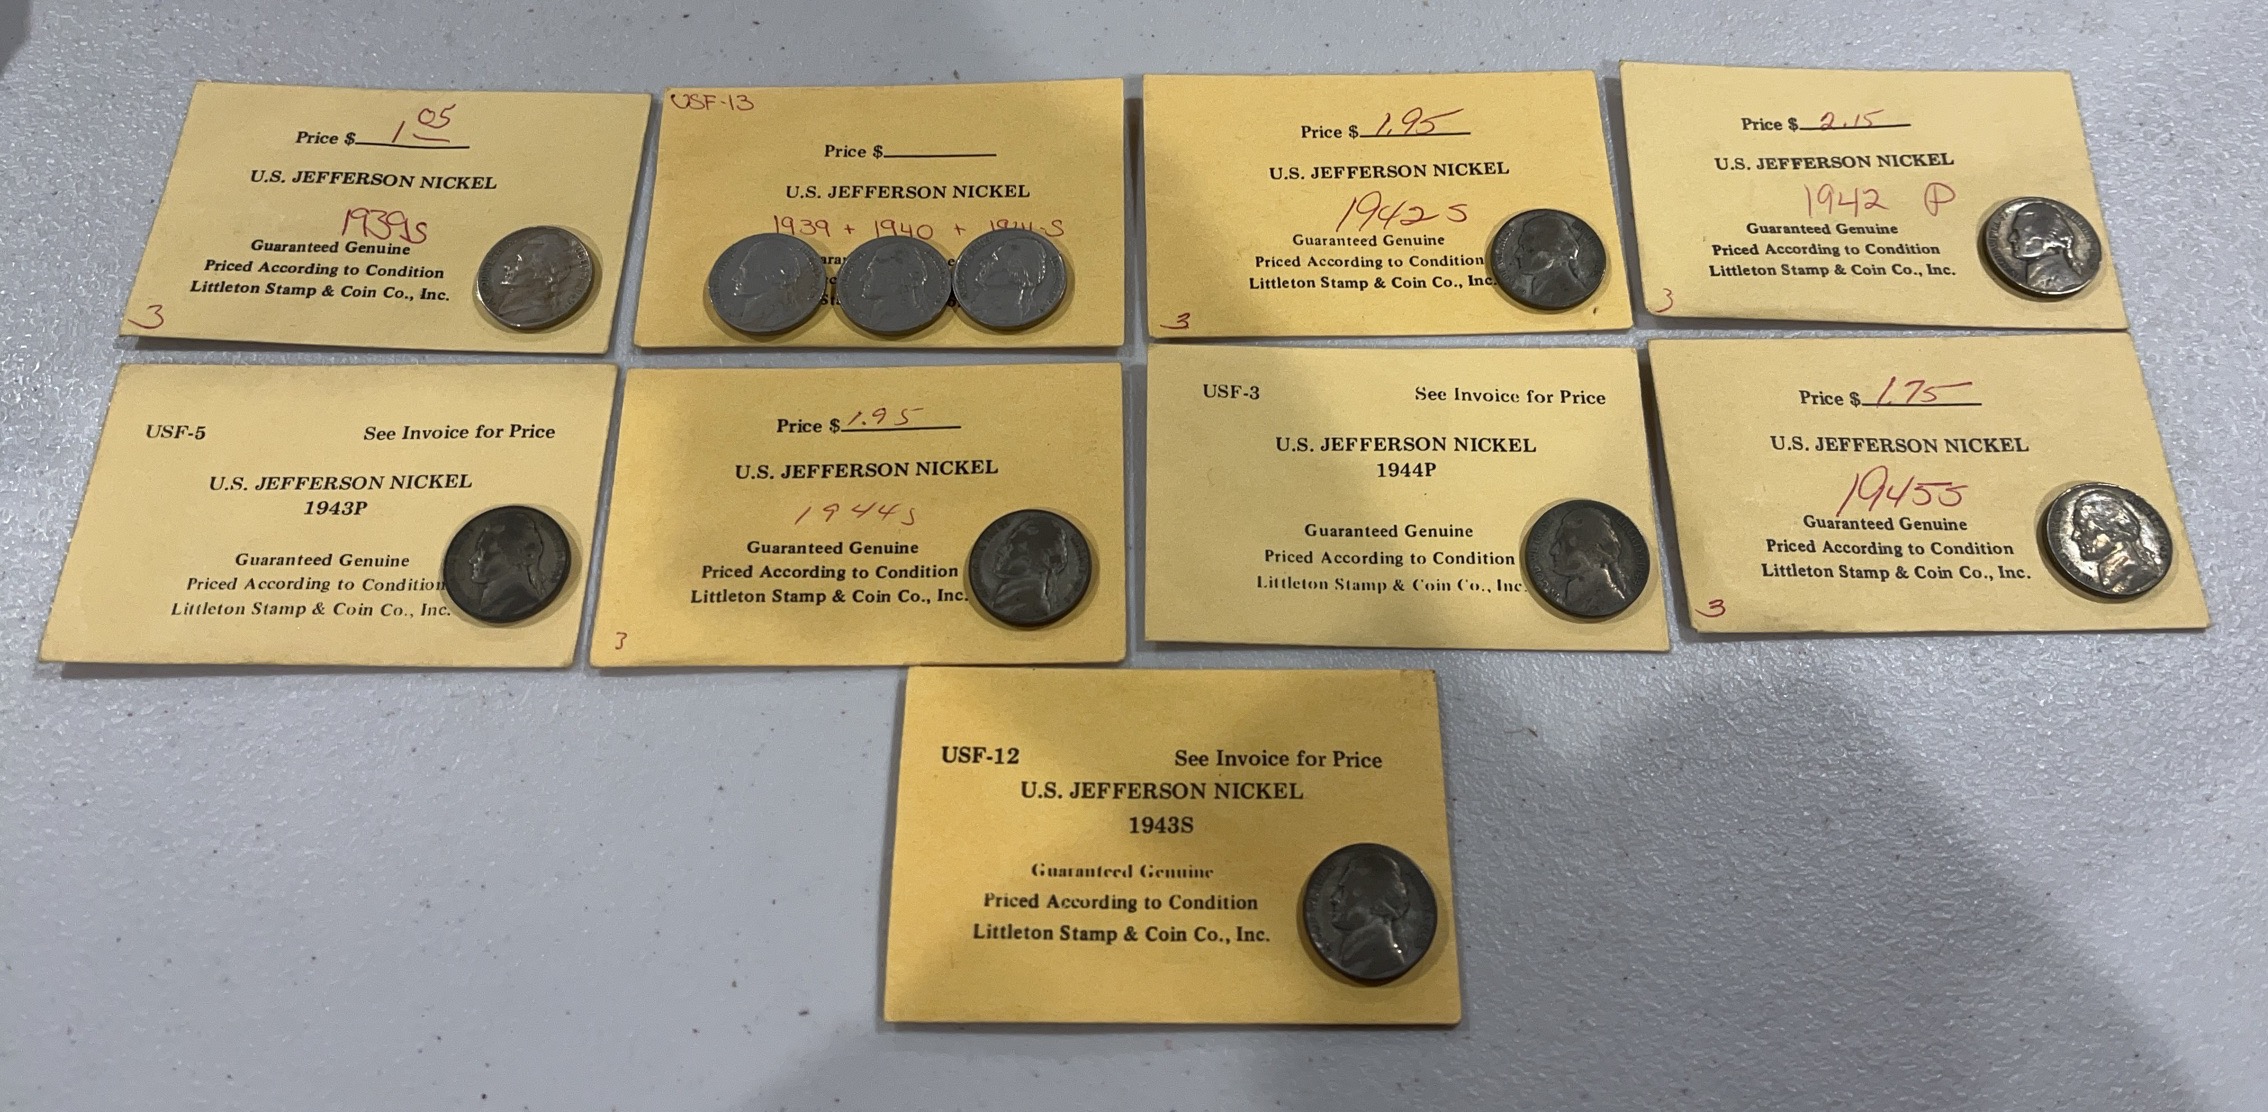 Price $ 1.05
U.S. JEFFERSON NICKEL
1939s
Guaranteed Genuine
Priced According to Condition
Littleton Stamp & Coin Co., Inc.
3
USF-13
Price $
U.S. JEFFERSON NICKEL
1939 + 1940 + 1941-S
Price $ 1.95
U.S. JEFFERSON NICKEL
1942 S
Guaranteed Genuine
Priced According to Condition
Littleton Stamp & Coin Co., Inc.
3
Price $ 2.15
U.S. JEFFERSON NICKEL
1942 P
Guaranteed Genuine
Priced According to Condition
Littleton Stamp & Coin Co., Inc.
3
USF-5 See Invoice for Price
U.S. JEFFERSON NICKEL
1943P
Guaranteed Genuine
Priced According to Condition
Littleton Stamp & Coin Co., Inc.
Price $ 1.95
U.S. JEFFERSON NICKEL
1944s
Guaranteed Genuine
Priced According to Condition
Littleton Stamp & Coin Co., Inc.
3
USF-3 See Invoice for Price
U.S. JEFFERSON NICKEL
1944P
Guaranteed Genuine
Priced According to Condition
Littleton Stamp & Coin Co., Inc.
Price $ 1.75
U.S. JEFFERSON NICKEL
1945S
Guaranteed Genuine
Priced According to Condition
Littleton Stamp & Coin Co., Inc.
3
USF-12 See Invoice for Price
U.S. JEFFERSON NICKEL
1943S
Guaranteed Genuine
Priced According to Condition
Littleton Stamp & Coin Co., Inc.